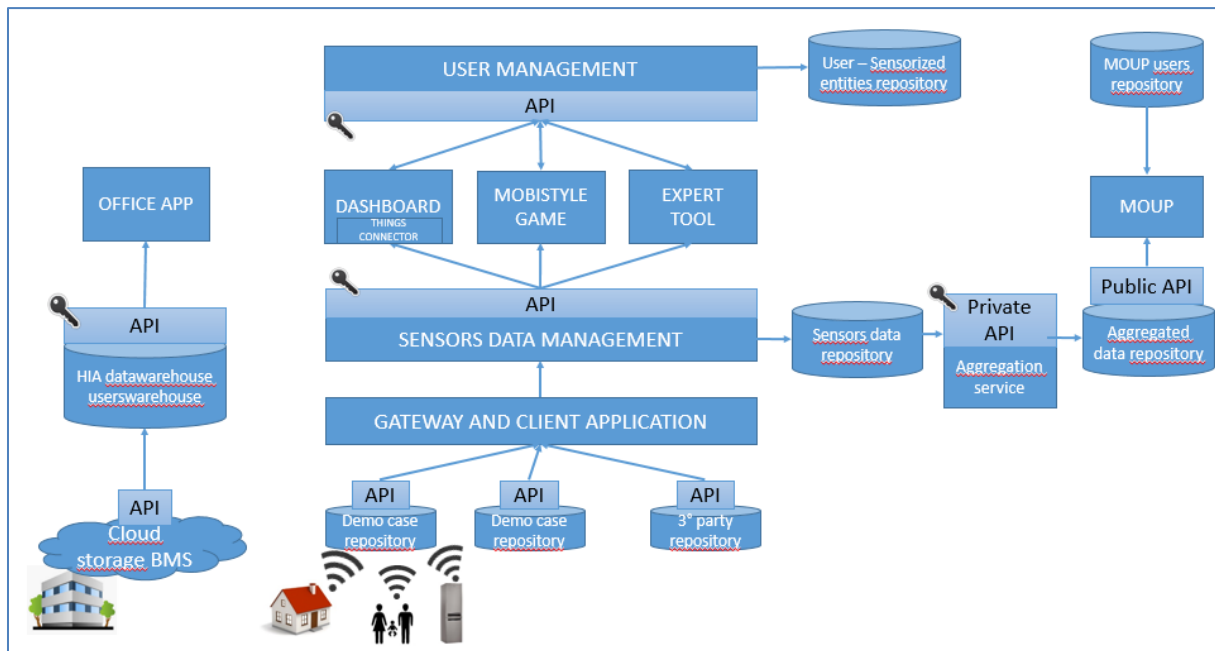 USER MANAGEMENT
API
User – Sensorized
entities repository
MOUP users
repository
OFFICE APP
DASHBOARD
THINGS
CONNECTOR
MOBISTYLE
GAME
EXPERT
TOOL
MOUP
API
HIA datawarehouse
userswarehouse
API
SENSORS DATA MANAGEMENT
Sensors data
repository
Private
API
Aggregation
service
Public API
Aggregated
data repository
GATEWAY AND CLIENT APPLICATION
API
Cloud
storage BMS
API
Demo case
repository
API
Demo case
repository
API
3° party
repository